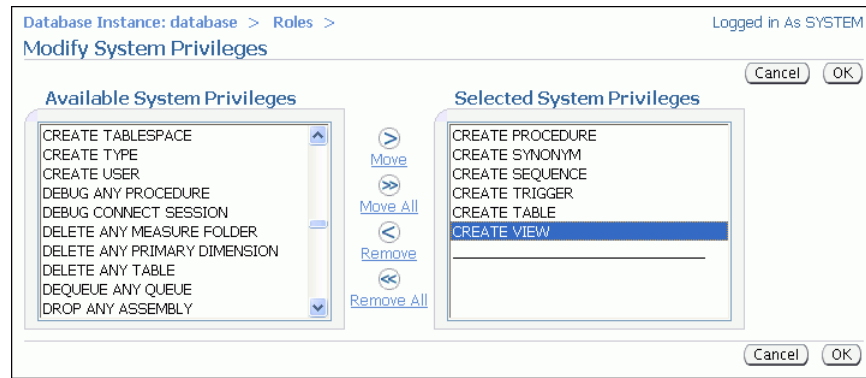 Database Instance: database > Roles >
Logged in As SYSTEM
Modify System Privileges
Cancel OK
Available System Privileges
CREATE TABLESPACE
CREATE TYPE
CREATE USER
DEBUG ANY PROCEDURE
DEBUG CONNECT SESSION
DELETE ANY MEASURE FOLDER
DELETE ANY PRIMARY DIMENSION
DELETE ANY TABLE
DEQUEUE ANY QUEUE
DROP ANY ASSEMBLY
Move
Move All
Remove
Remove All
Selected System Privileges
CREATE PROCEDURE
CREATE SYNONYM
CREATE SEQUENCE
CREATE TRIGGER
CREATE TABLE
CREATE VIEW
Cancel OK